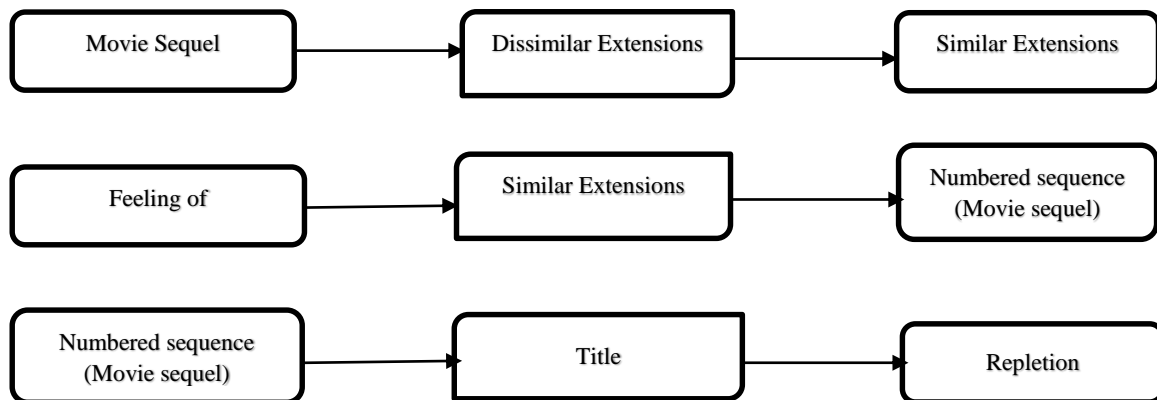 Movie Sequel
Dissimilar Extensions
Similar Extensions
Feeling of
Similar Extensions
Numbered sequence
(Movie sequel)
Numbered sequence
(Movie sequel)
Title
Repletion